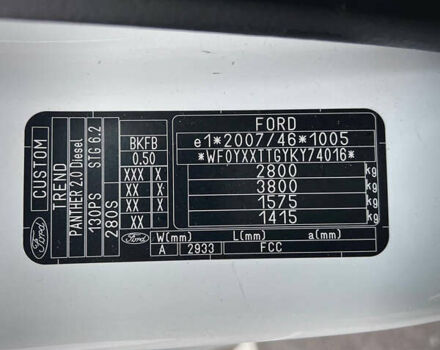 CUSTOM
TREND
PANTHER 2.0 Diesel
130PS STG 6.2
280S
Ford
BKFB
0.50
XXX X
XX X
XX X
XX
Ford
FORD
e1*2007/46*1005
*WF0YXXTTGYKY74016*
2800 kg
3800 kg
1575 kg
1415 kg
W(mm) L(mm) a(mm)
A 2933 FCC